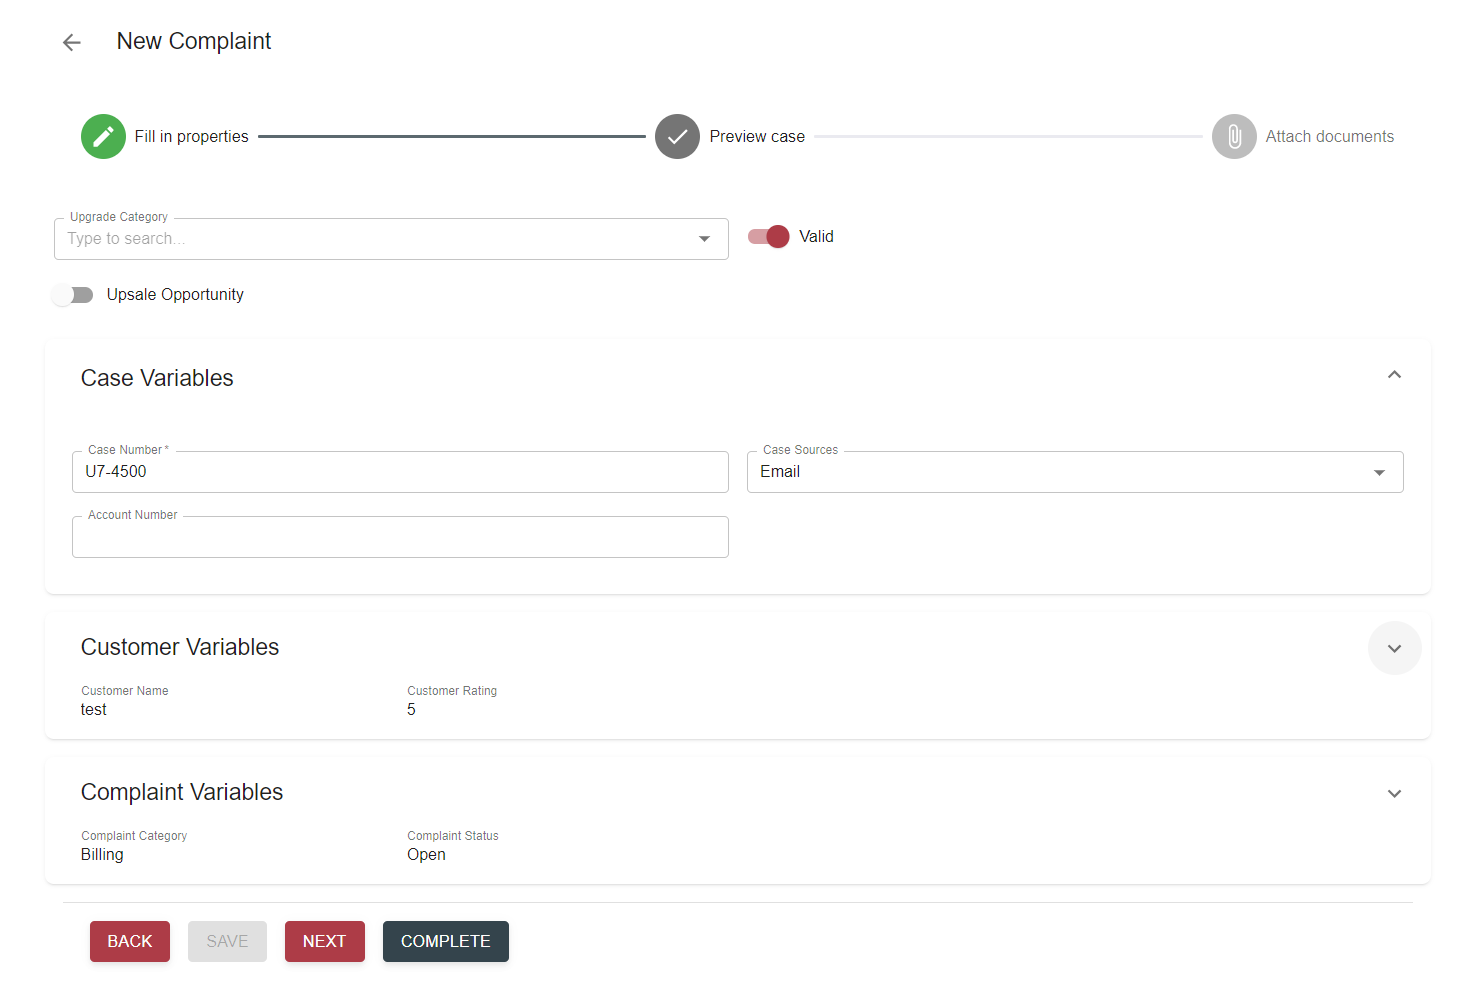 New Complaint
Fill in properties
Preview case
Attach documents
Upgrade Category
Type to search...
Valid
Upsale Opportunity
Case Variables
Case Number *
U7-4500
Case Sources
Email
Account Number
Customer Variables
Customer Name
test
Customer Rating
5
Complaint Variables
Complaint Category
Billing
Complaint Status
Open
BACK
SAVE
NEXT
COMPLETE